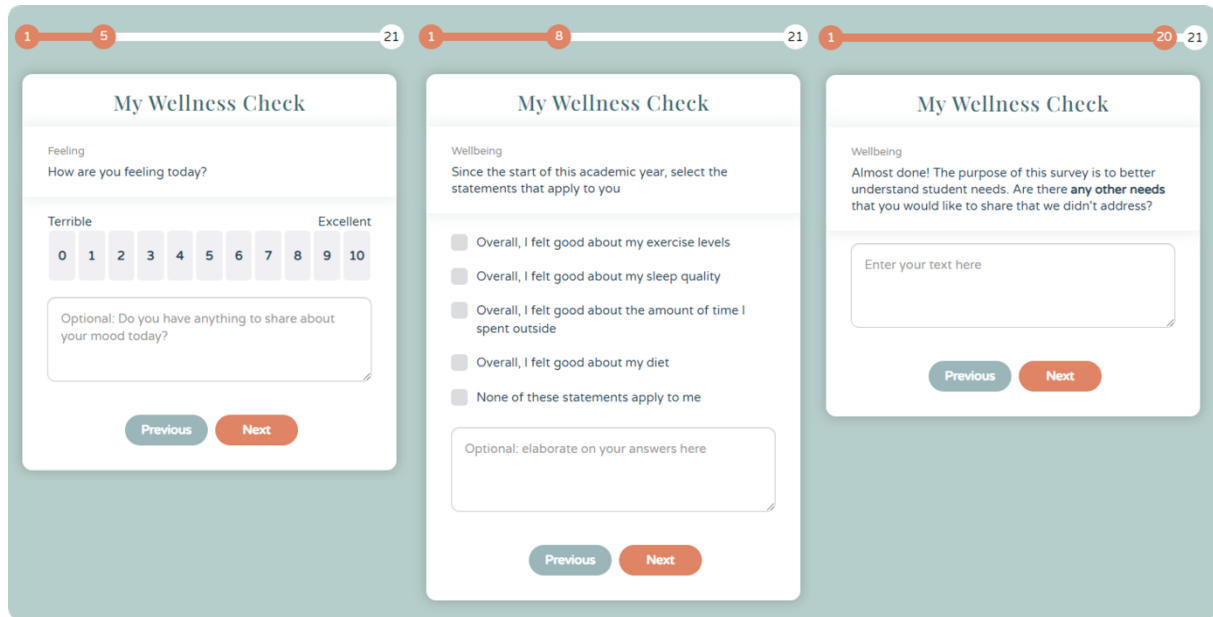 1 5 21
My Wellness Check
Feeling
How are you feeling today?
Terrible Excellent
0 1 2 3 4 5 6 7 8 9 10
Optional: Do you have anything to share about
your mood today?
Previous Next
1 8 21
My Wellness Check
Wellbeing
Since the start of this academic year, select the
statements that apply to you
Overall, I felt good about my exercise levels
Overall, I felt good about my sleep quality
Overall, I felt good about the amount of time I
spent outside
Overall, I felt good about my diet
None of these statements apply to me
Optional: elaborate on your answers here
Previous Next
1 20 21
My Wellness Check
Wellbeing
Almost done! The purpose of this survey is to better
understand student needs. Are there any other needs
that you would like to share that we didn't address?
Enter your text here
Previous Next